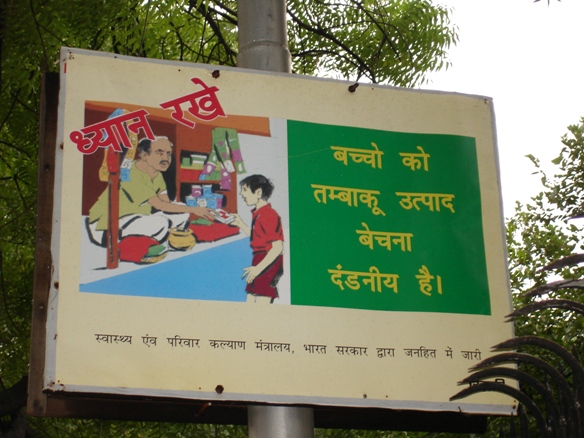 ध्यान रखे
बच्चो को
तम्बाकू उत्पाद
बेचना
दंडनीय है।
स्वास्थ्य एंव परिवार कल्याण मंत्रालय, भारत सरकार द्वारा जनहित में जारी